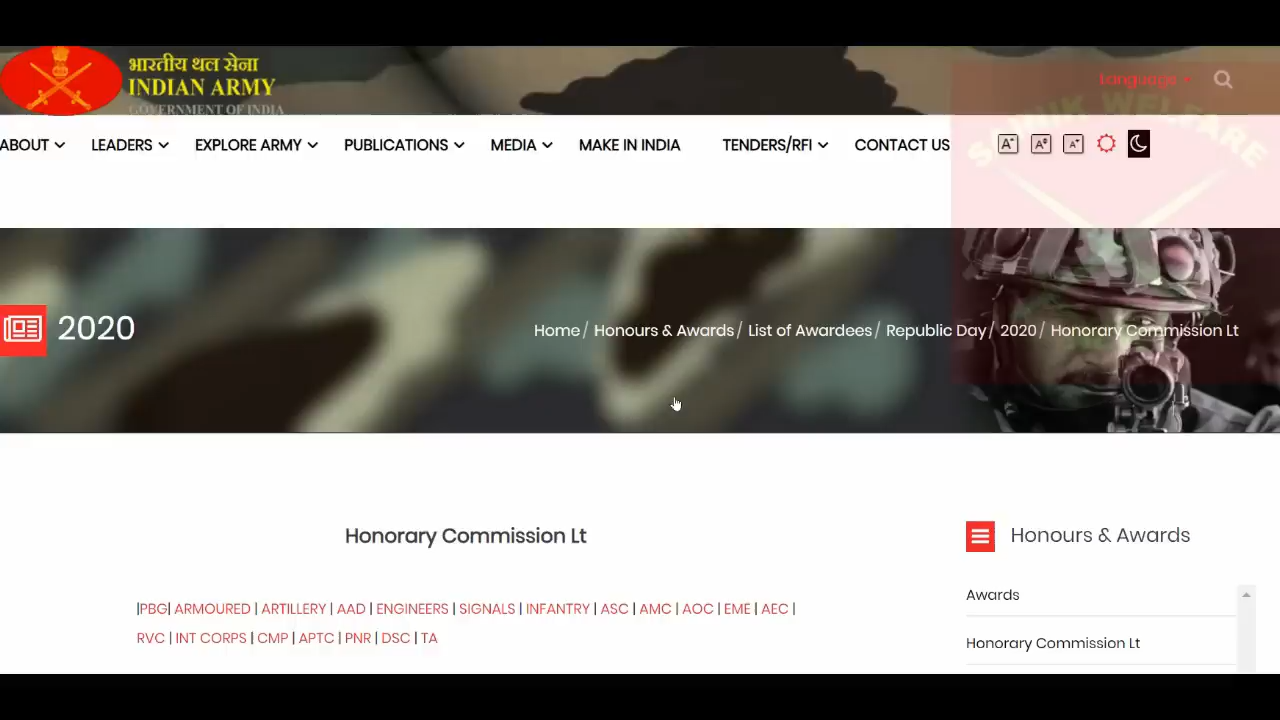 भारतीय थल सेना
INDIAN ARMY
GOVERNMENT OF INDIA
Language
SAINIK WELFARE
ABOUT LEADERS EXPLORE ARMY PUBLICATIONS MEDIA MAKE IN INDIA TENDERS/RFI CONTACT US
2020
Home / Honours & Awards / List of Awardees / Republic Day / 2020 / Honorary Commission Lt
Honorary Commission Lt
Honours & Awards
|PBG| ARMOURED | ARTILLERY | AAD | ENGINEERS | SIGNALS | INFANTRY | ASC | AMC | AOC | EME | AEC |
RVC | INT CORPS | CMP | APTC | PNR | DSC | TA
Awards
Honorary Commission Lt